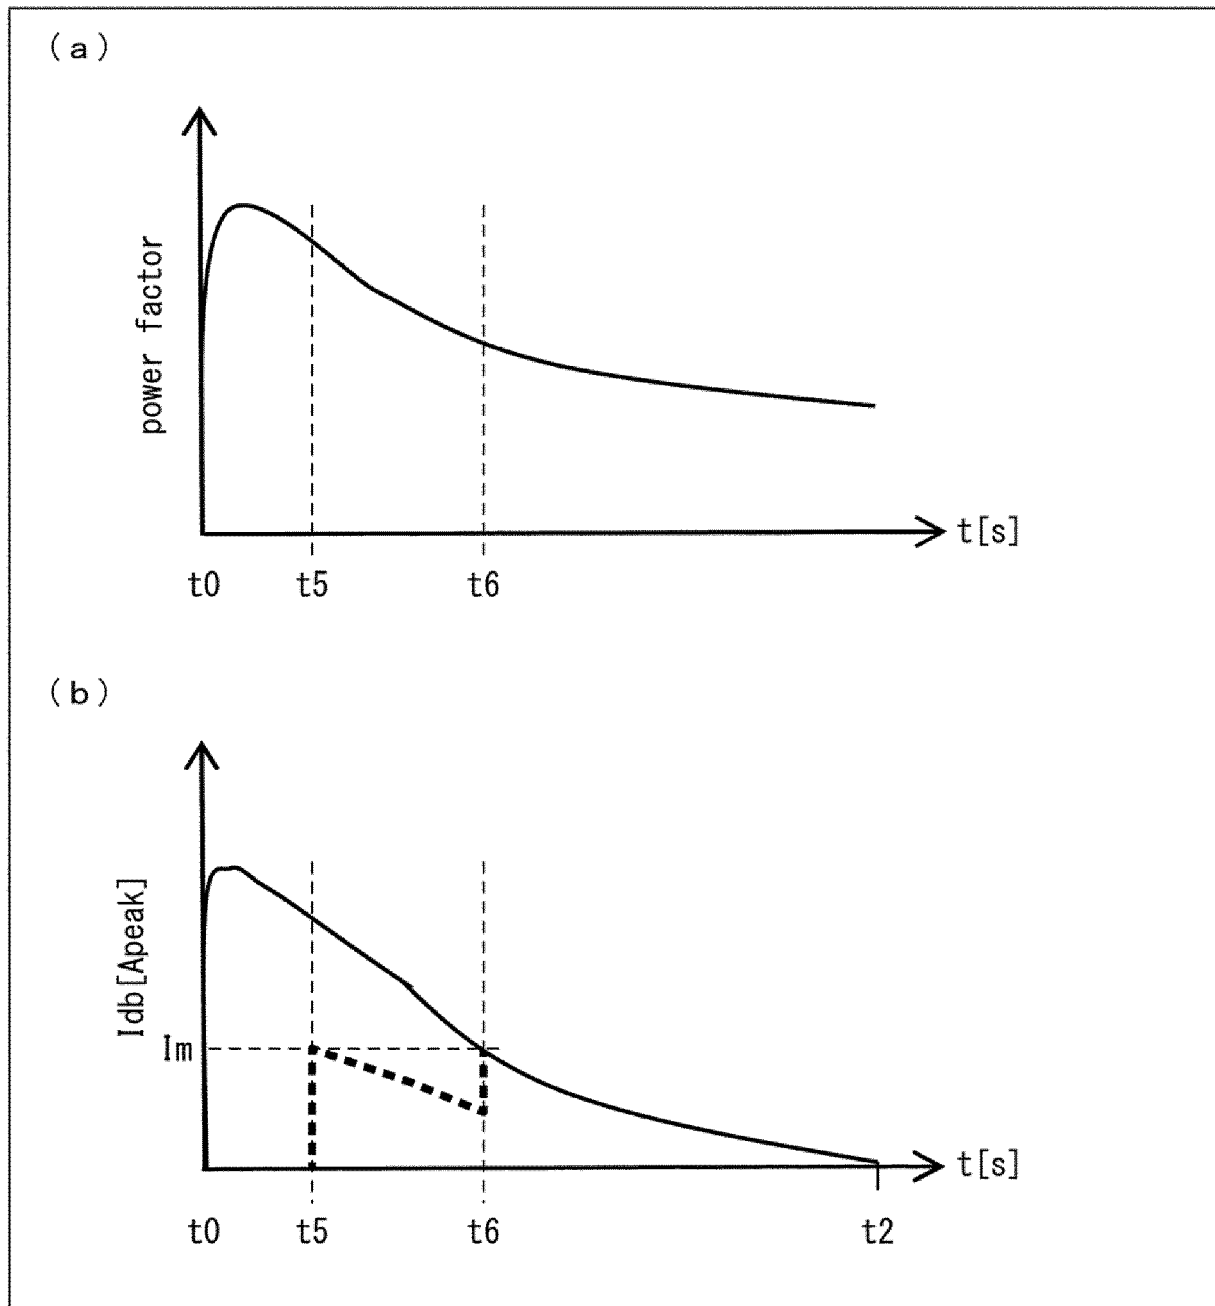 (a)
power factor
t[s]
t0 t5 t6
(b)
Idb[Apeak]
Im
t[s]
t0 t5 t6 t2